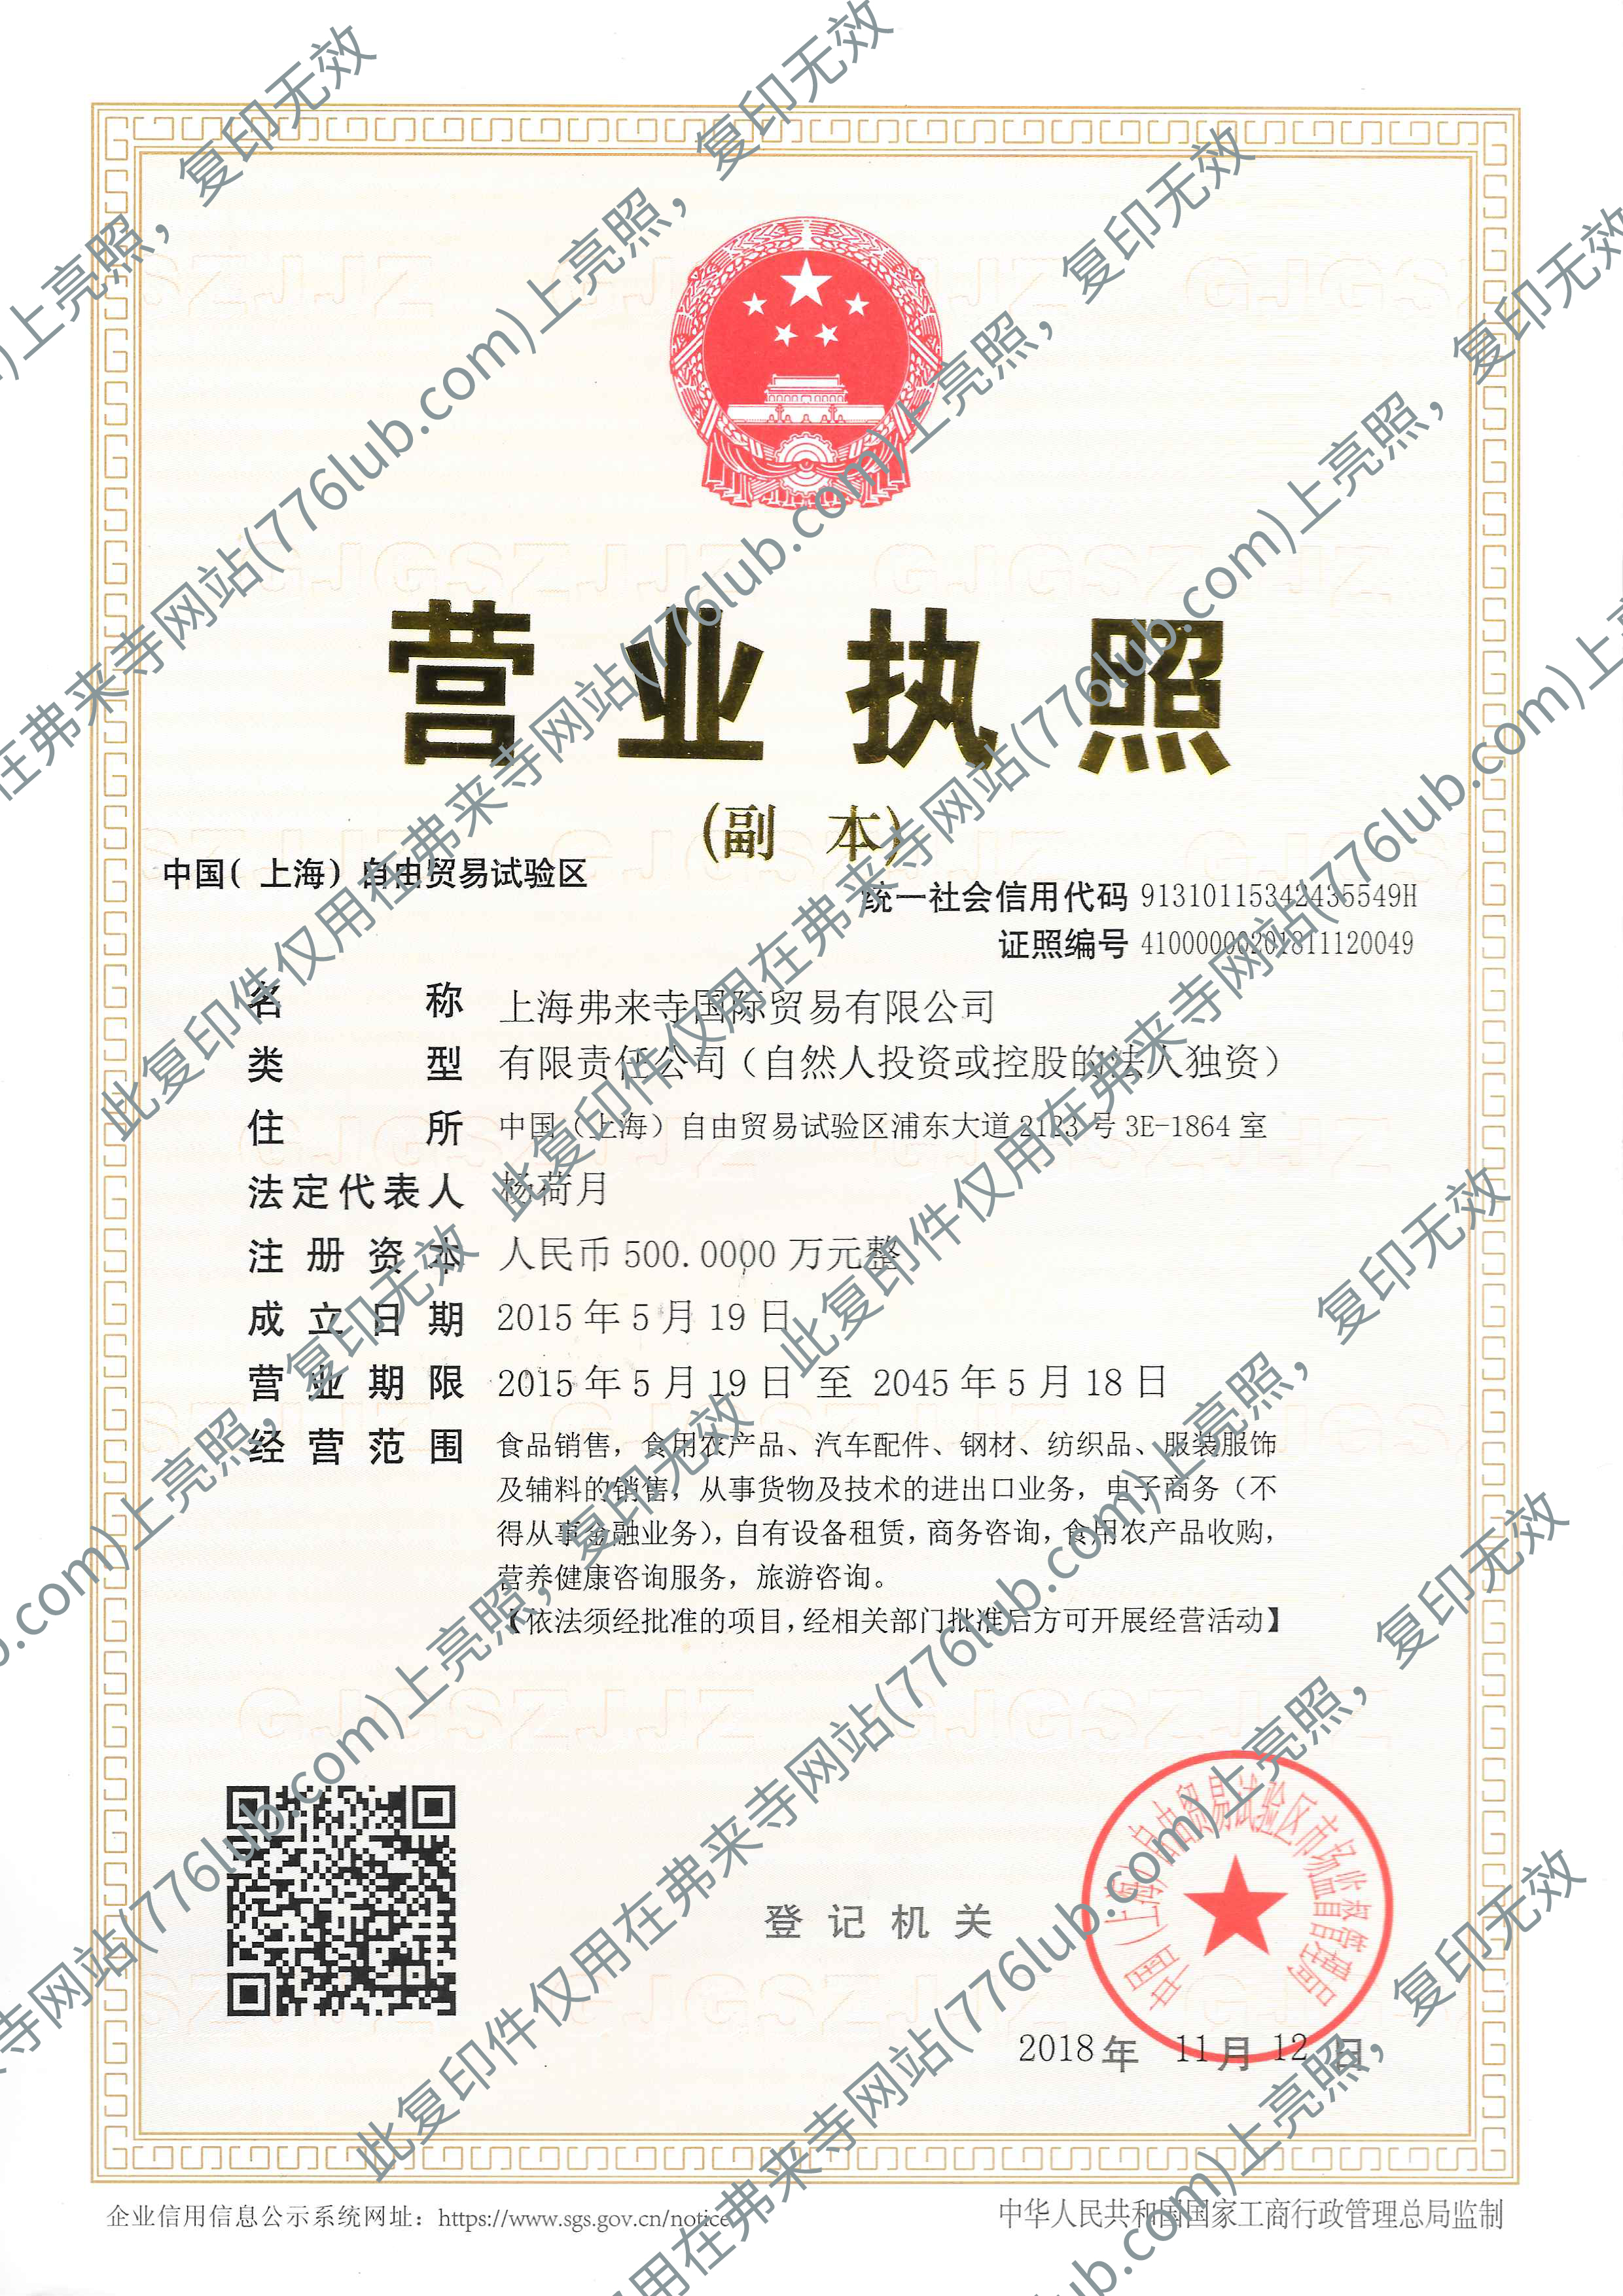 营业执照
(副 本)
中国( 上海) 自由贸易试验区
统一社会信用代码 91310115342435549H
证照编号 41000000201811120049
名 称 上海弗来寺国际贸易有限公司
类 型 有限责任公司（自然人投资或控股的法人独资）
住 所 中国（上海）自由贸易试验区浦东大道 2123 号 3E-1864 室
法定代表人 杨荷月
注册资本 人民币 500.0000 万元整
成立日期 2015 年 5 月 19 日
营业期限 2015 年 5 月 19 日 至 2045 年 5 月 18 日
经营范围 食品销售，食用农产品、汽车配件、钢材、纺织品、服装服饰
及辅料的销售，从事货物及技术的进出口业务，电子商务（不
得从事金融业务），自有设备租赁，商务咨询，食用农产品收购，
营养健康咨询服务，旅游咨询。
【依法须经批准的项目，经相关部门批准后方可开展经营活动】
登记机关
中国(上海)自由贸易试验区市场监督管理局
2018 年 11 月 12 日
企业信用信息公示系统网址：https://www.sgs.gov.cn/notice
中华人民共和国国家工商行政管理总局监制
此复印件仅用在弗来寺网站(776lub.com)上亮照，复印无效